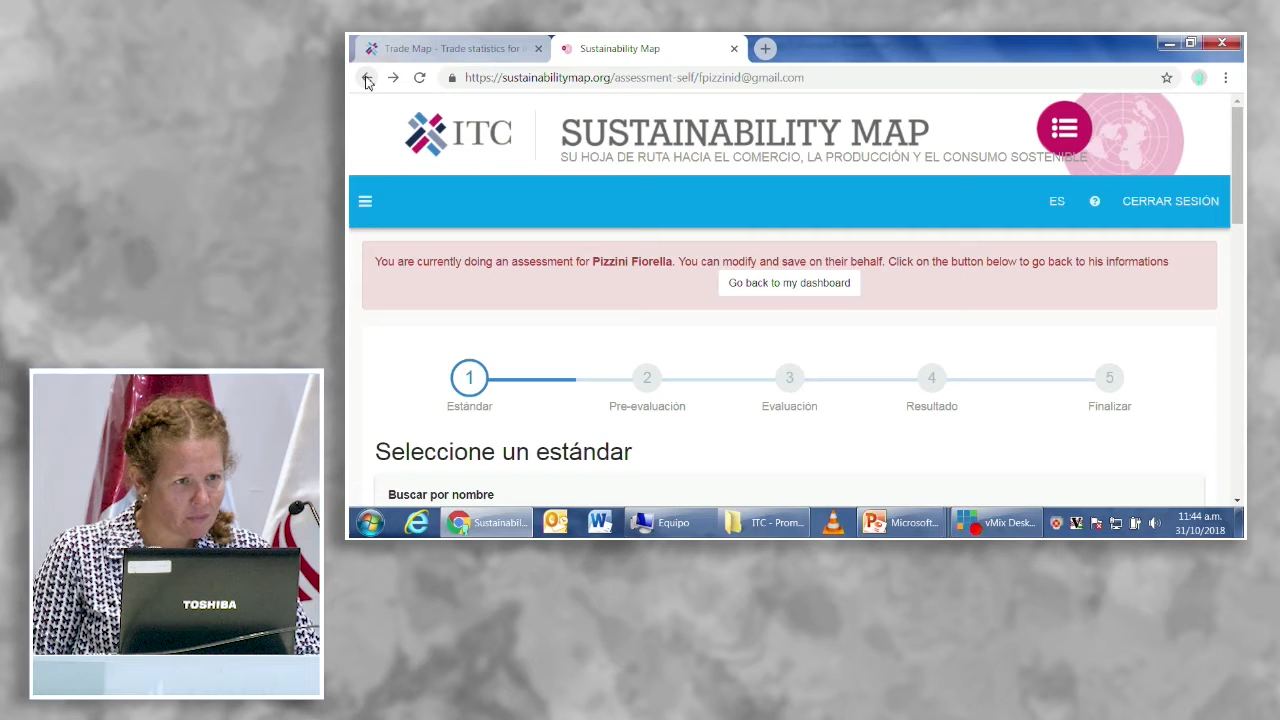 Trade Map - Trade statistics for i
Sustainability Map
https://sustainabilitymap.org/assessment-self/fpizzinid@gmail.com
ITC
SUSTAINABILITY MAP
SU HOJA DE RUTA HACIA EL COMERCIO, LA PRODUCCIÓN Y EL CONSUMO SOSTENIBLE
ES
CERRAR SESIÓN
You are currently doing an assessment for Pizzini Fiorella. You can modify and save on their behalf. Click on the button below to go back to his informations
Go back to my dashboard
1 2 3 4 5
Estándar Pre-evaluación Evaluación Resultado Finalizar
Seleccione un estándar
Buscar por nombre
Sustainabil... Equipo ITC - Prom... Microsoft... vMix Desk...
11:44 a.m.
31/10/2018
TOSHIBA